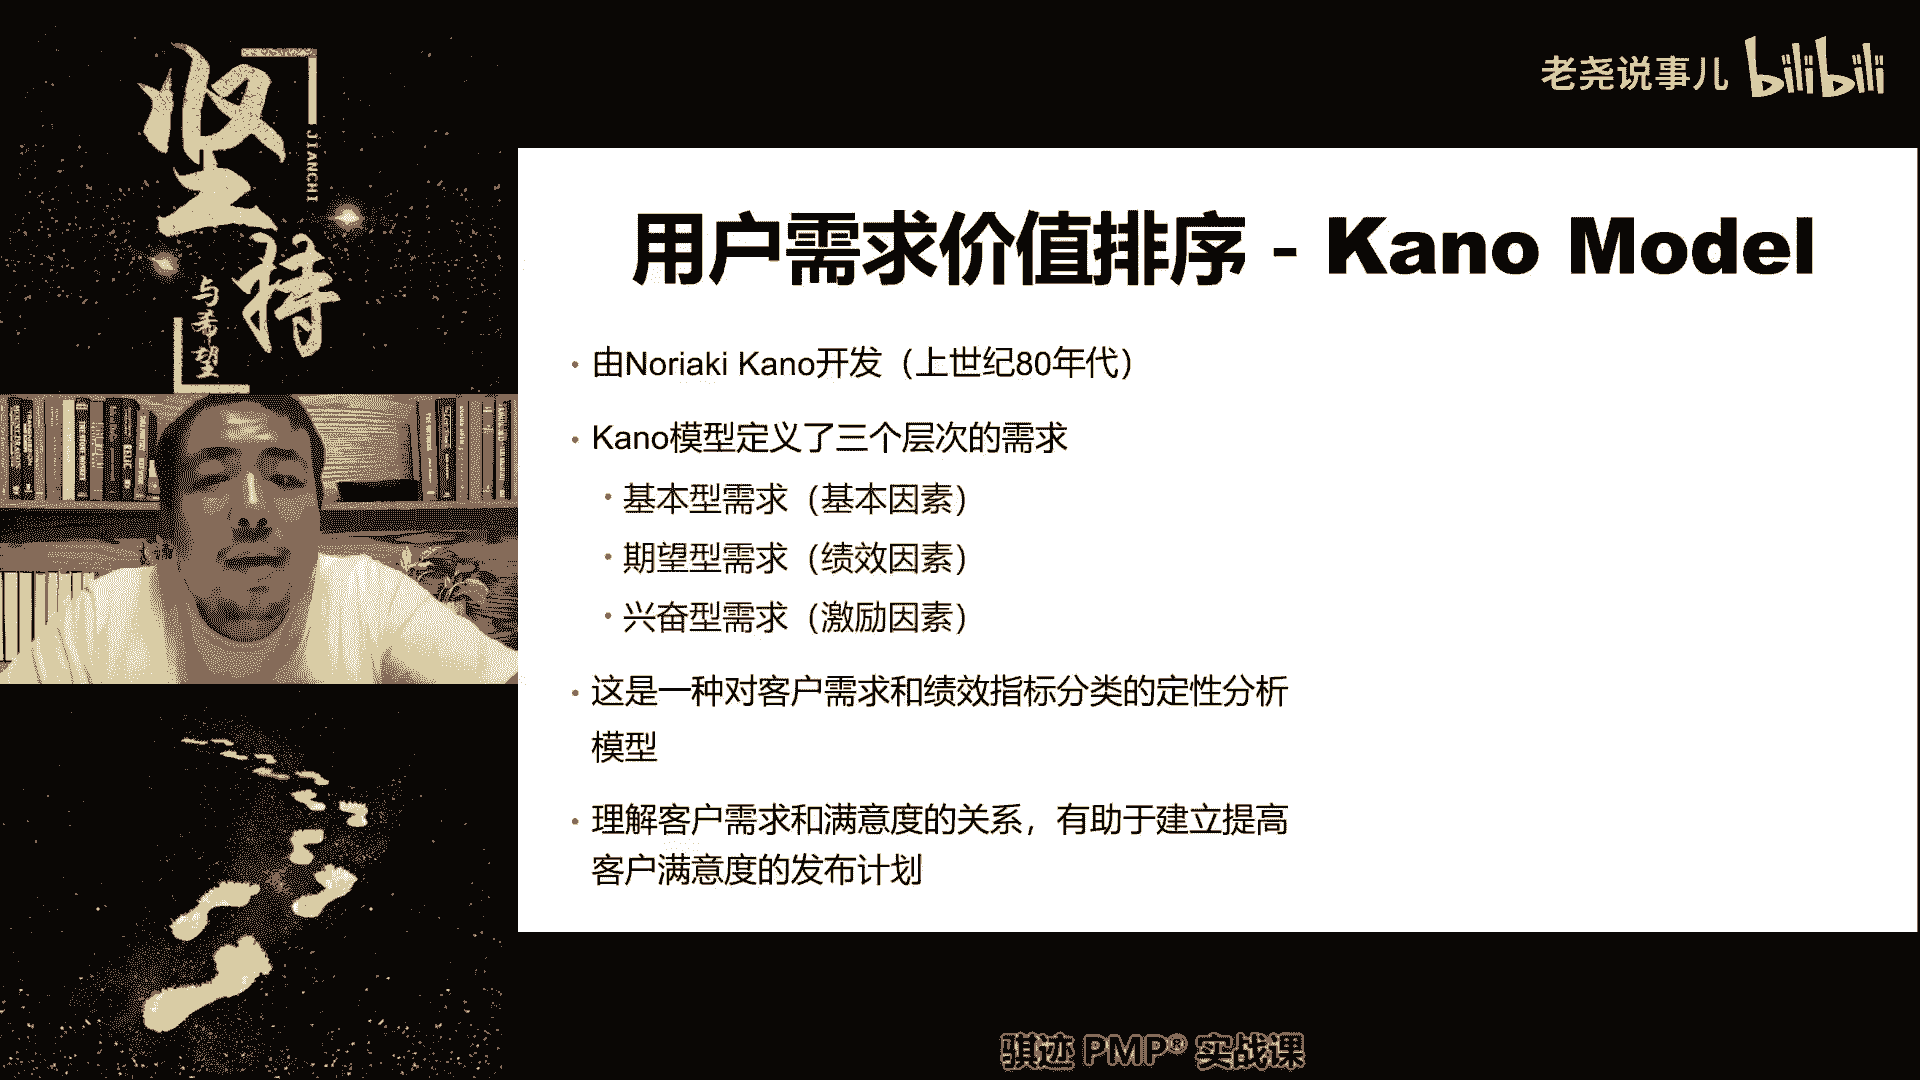 坚持
JIANCHI
与希望
老尧说事儿 bilibili
用户需求价值排序 - Kano Model
• 由Noriaki Kano开发（上世纪80年代）
• Kano模型定义了三个层次的需求
• 基本型需求（基本因素）
• 期望型需求（绩效因素）
• 兴奋型需求（激励因素）
• 这是一种对客户需求和绩效指标分类的定性分析
模型
• 理解客户需求和满意度的关系，有助于建立提高
客户满意度的发布计划
骐迹 PMP® 实战课